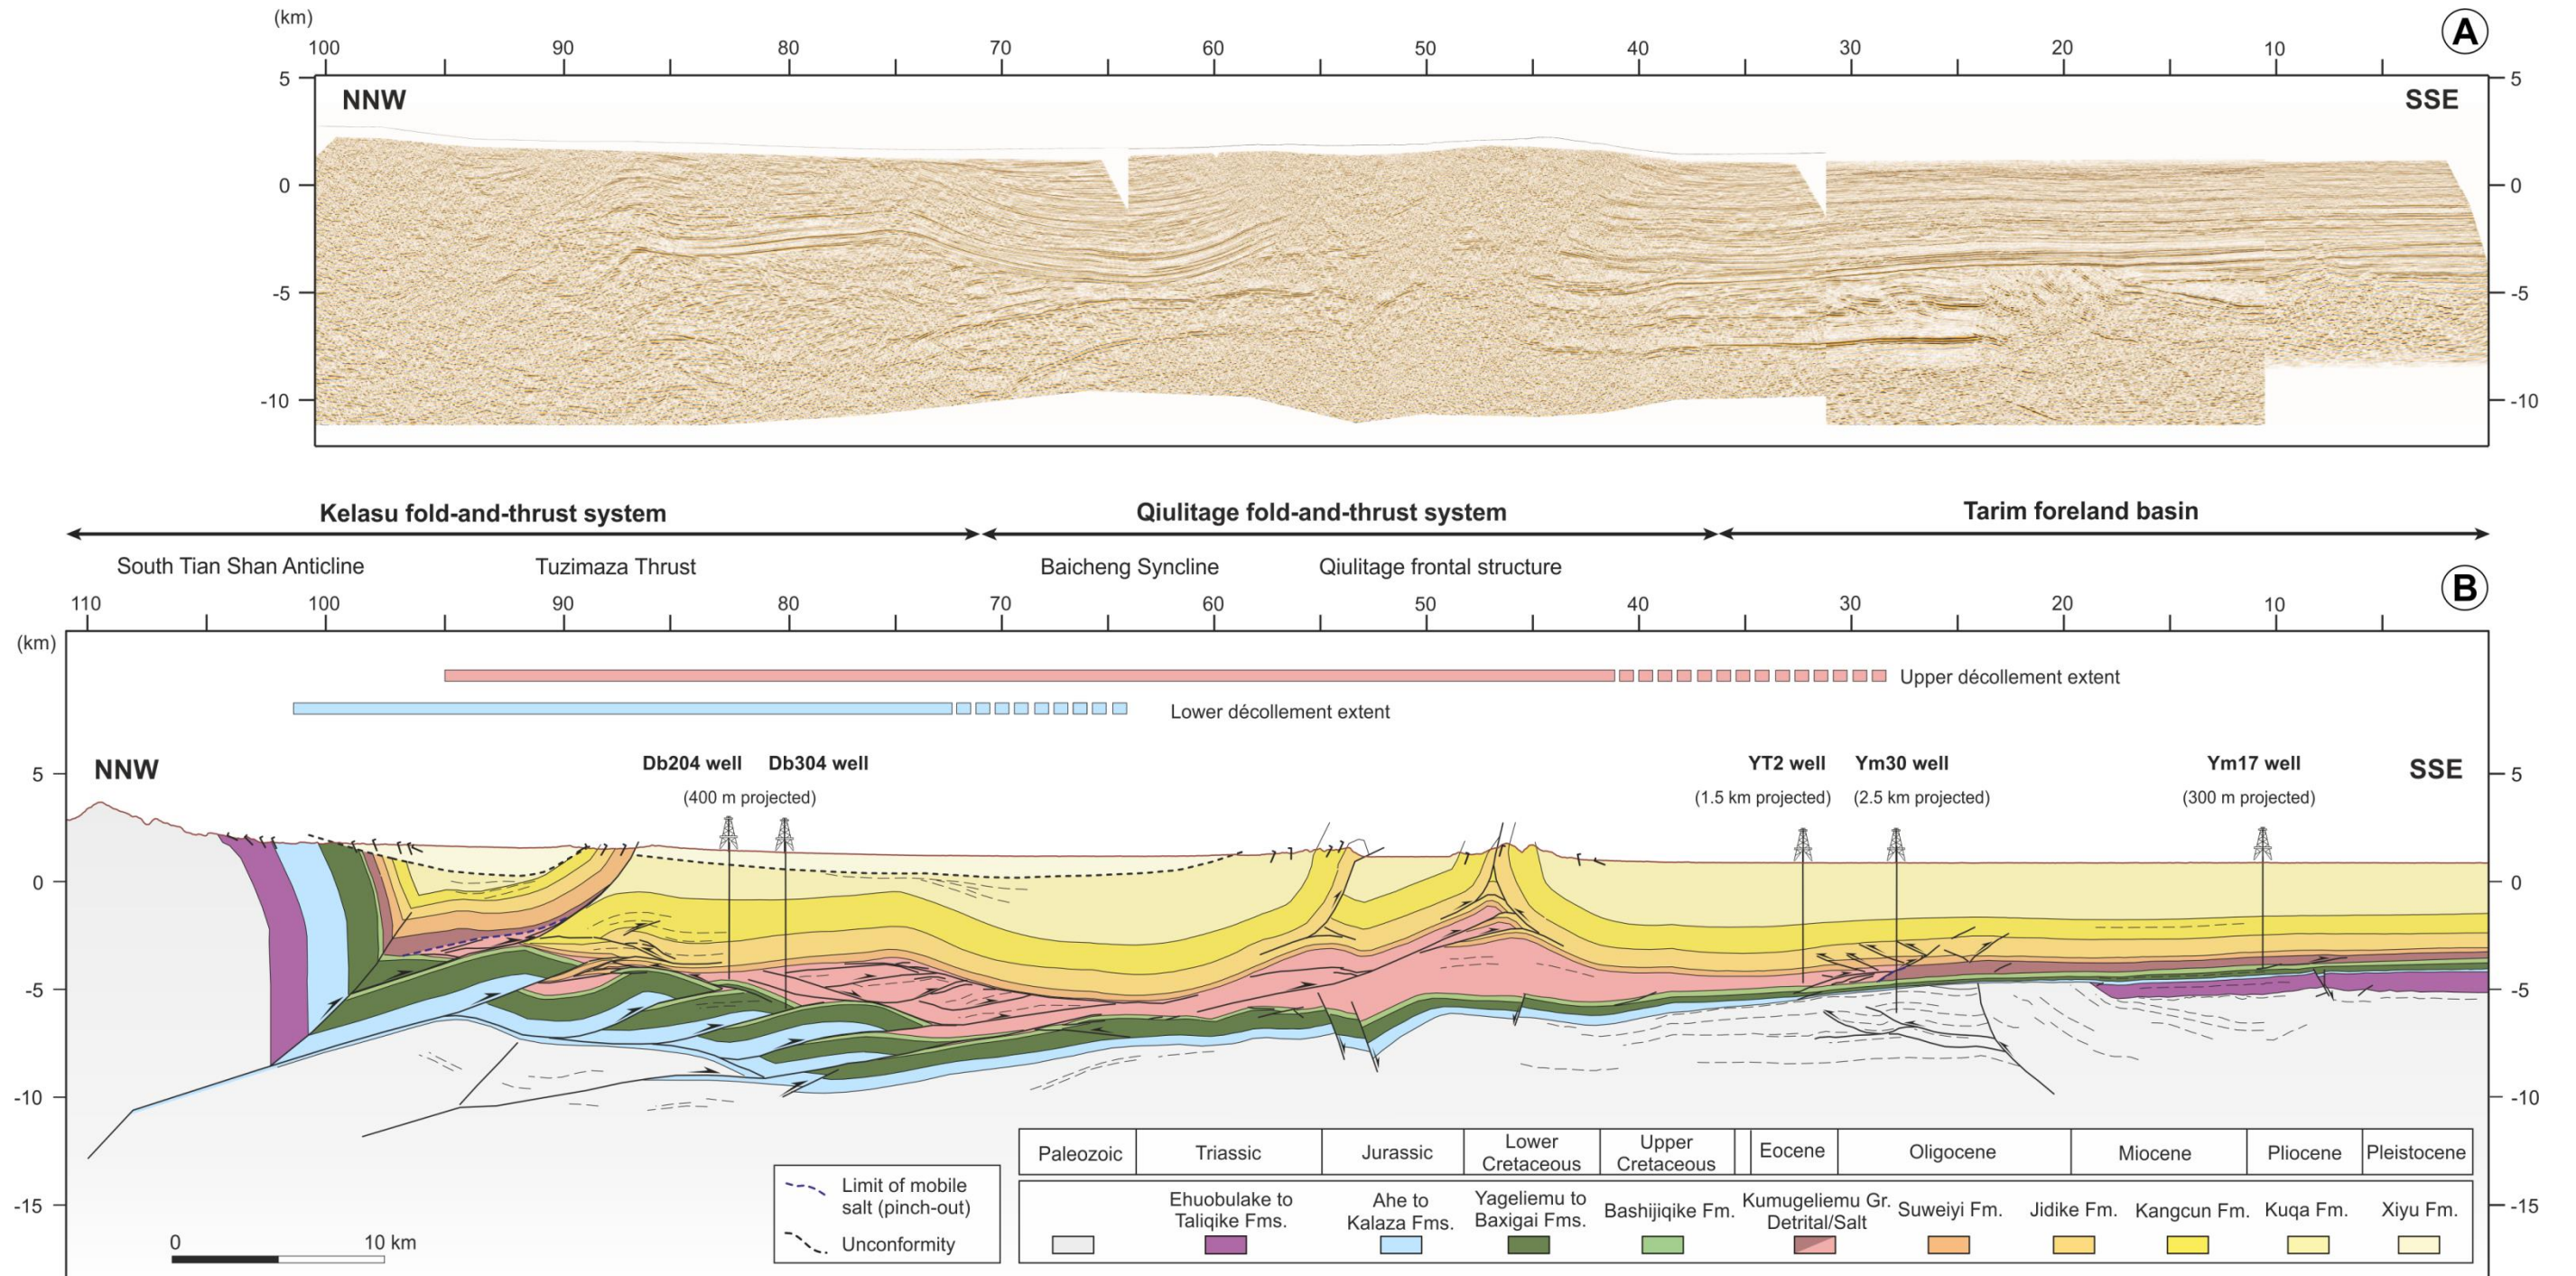 (km)
100 90 80 70 60 50 40 30 20 10
A
5 5
NNW SSE
0 0
-5 -5
-10 -10
Kelasu fold-and-thrust system Qiulitage fold-and-thrust system Tarim foreland basin
South Tian Shan Anticline Tuzimaza Thrust Baicheng Syncline Qiulitage frontal structure
B
110 100 90 80 70 60 50 40 30 20 10
(km)
Upper décollement extent
Lower décollement extent
Db204 well Db304 well YT2 well Ym30 well Ym17 well
NNW SSE
5 5
(400 m projected) (1.5 km projected) (2.5 km projected) (300 m projected)
0 0
-5 -5
-10 -10
-15 -15
0 10 km
Limit of mobile
salt (pinch-out)
Unconformity
Paleozoic Triassic Jurassic Lower Cretaceous Upper Cretaceous Eocene Oligocene Miocene Pliocene Pleistocene
Ehuobulake to
Taliqike Fms.
Ahe to
Kalaza Fms.
Yageliemu to
Baxigai Fms.
Bashijiqike Fm.
Kumugeliemu Gr.
Detrital/Salt
Suweiyi Fm.
Jidike Fm.
Kangcun Fm.
Kuqa Fm.
Xiyu Fm.